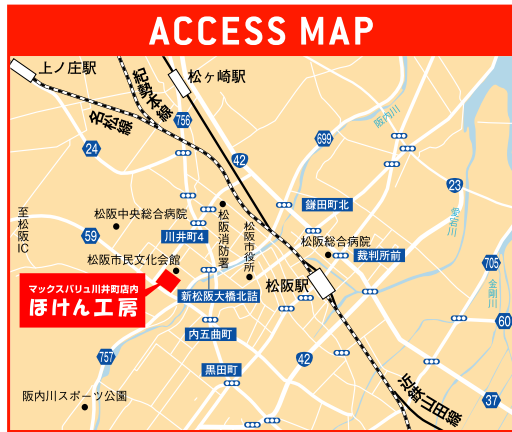 ACCESS MAP
上ノ庄駅
松ヶ崎駅
紀勢本線
名松線
756
阪内川
699
24
42
23
鎌田町北
愛宕川
至松阪IC
松阪中央総合病院
松阪消防署
59
川井町4
松阪市役所
松阪総合病院
裁判所前
松阪市民文化会館
705
金剛川
マックスバリュ川井町店内
ほけん工房
新松阪大橋北詰
松阪駅
内五曲町
60
757
42
黒田町
近鉄山田線
37
阪内川スポーツ公園